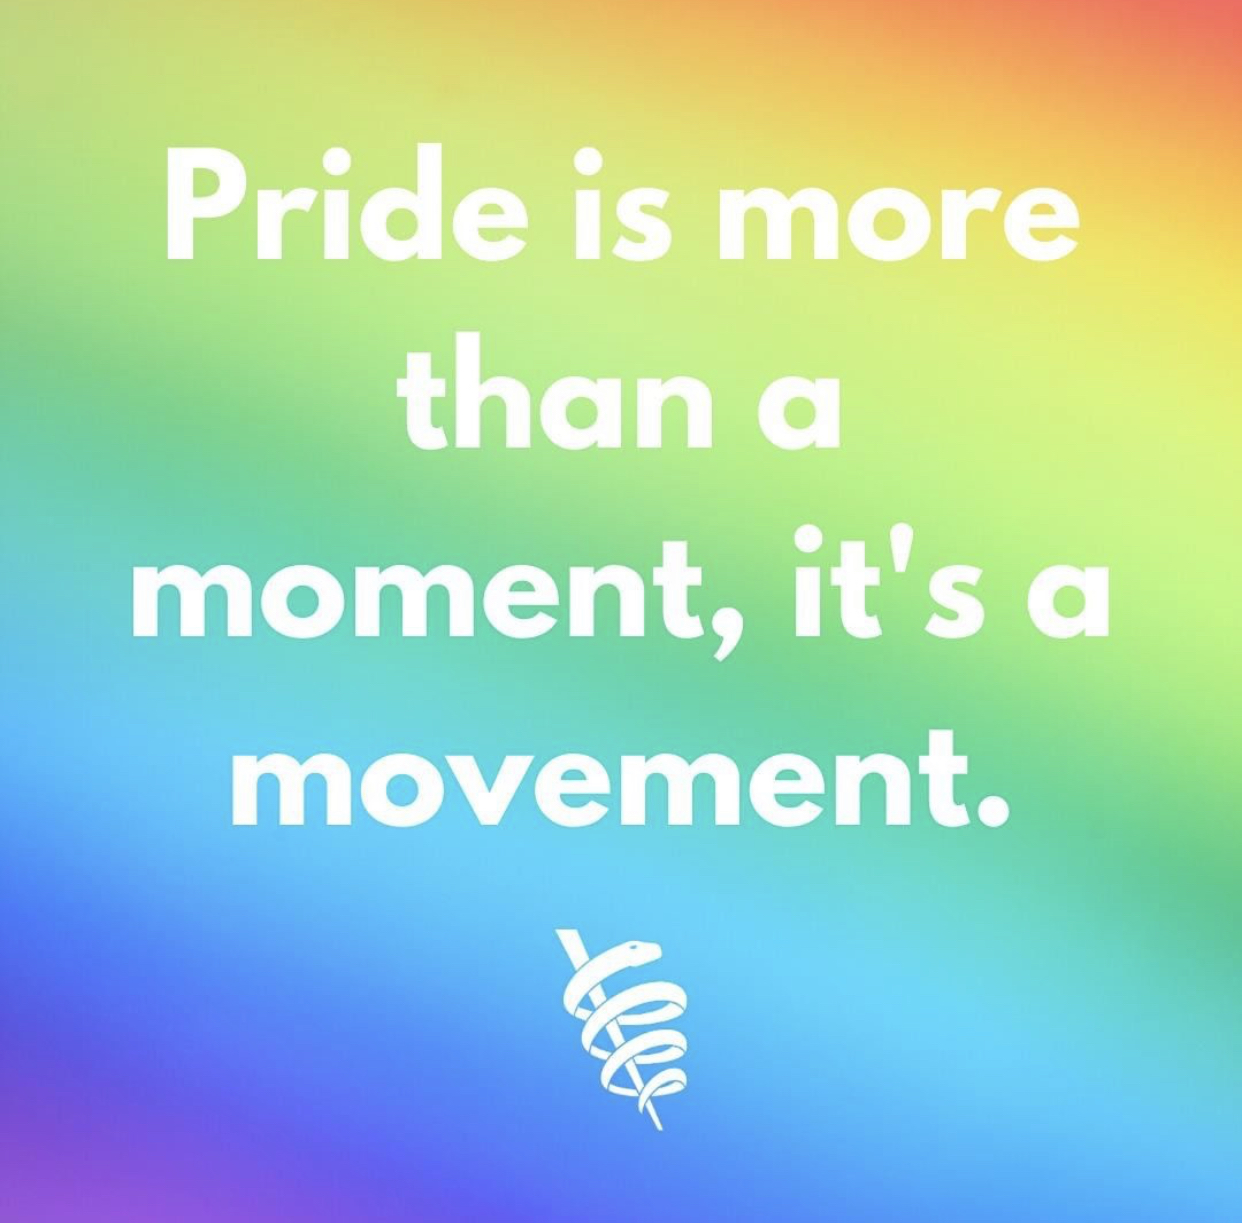 Pride is more
than a
moment, it's a
movement.